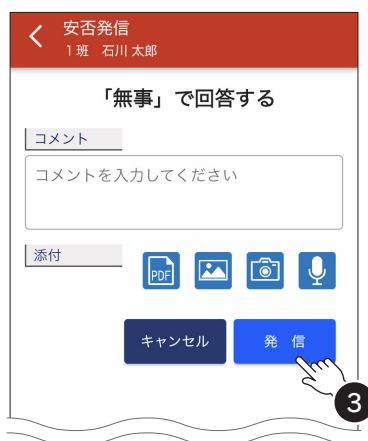 安否発信
1班 石川 太郎
「無事」で回答する
コメント
コメントを入力してください
添付
PDF
キャンセル
発 信
3